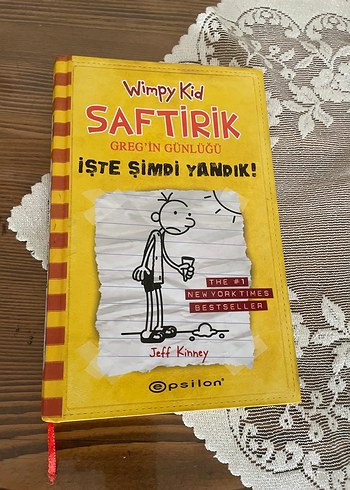 Wimpy Kid
SAFTİRİK
GREG'İN GÜNLÜĞÜ
İŞTE ŞİMDİ YANDIK!
THE #1
NEW YORK TIMES
BESTSELLER
Jeff Kinney
epsilon